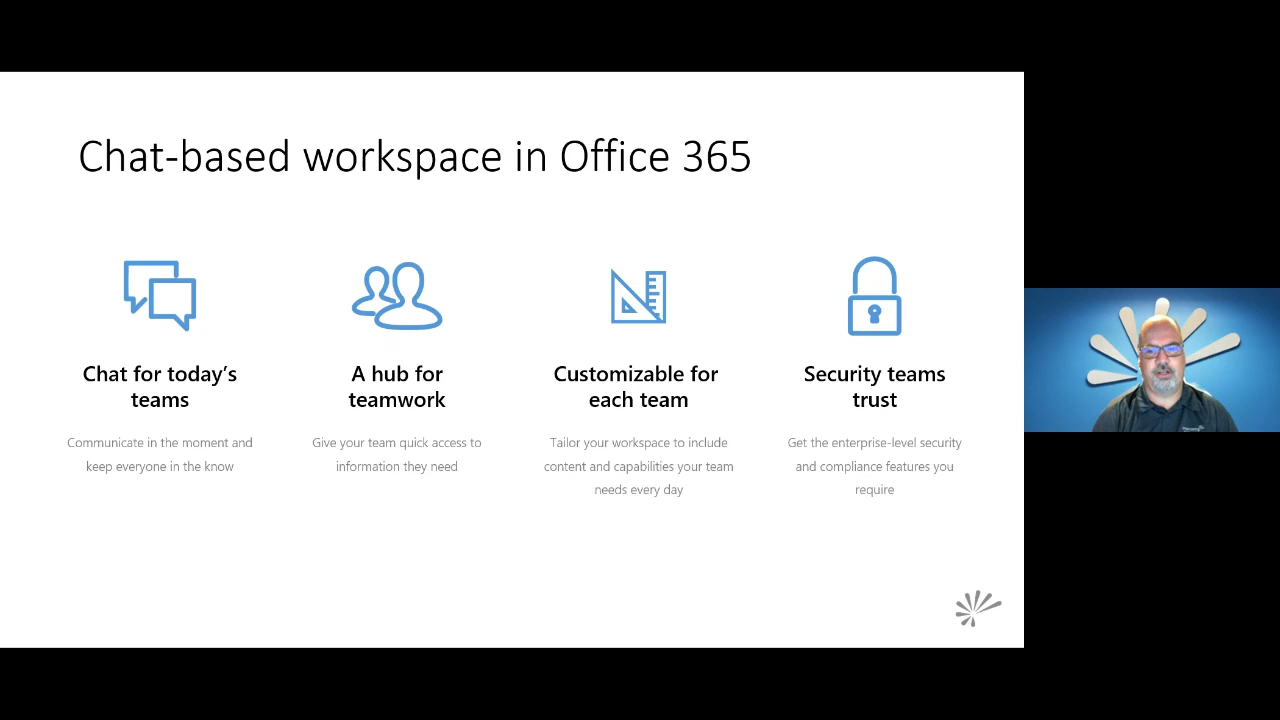 Chat-based workspace in Office 365
Chat for today's
teams
Communicate in the moment and
keep everyone in the know
A hub for
teamwork
Give your team quick access to
information they need
Customizable for
each team
Tailor your workspace to include
content and capabilities your team
needs every day
Security teams
trust
Get the enterprise-level security
and compliance features you
require